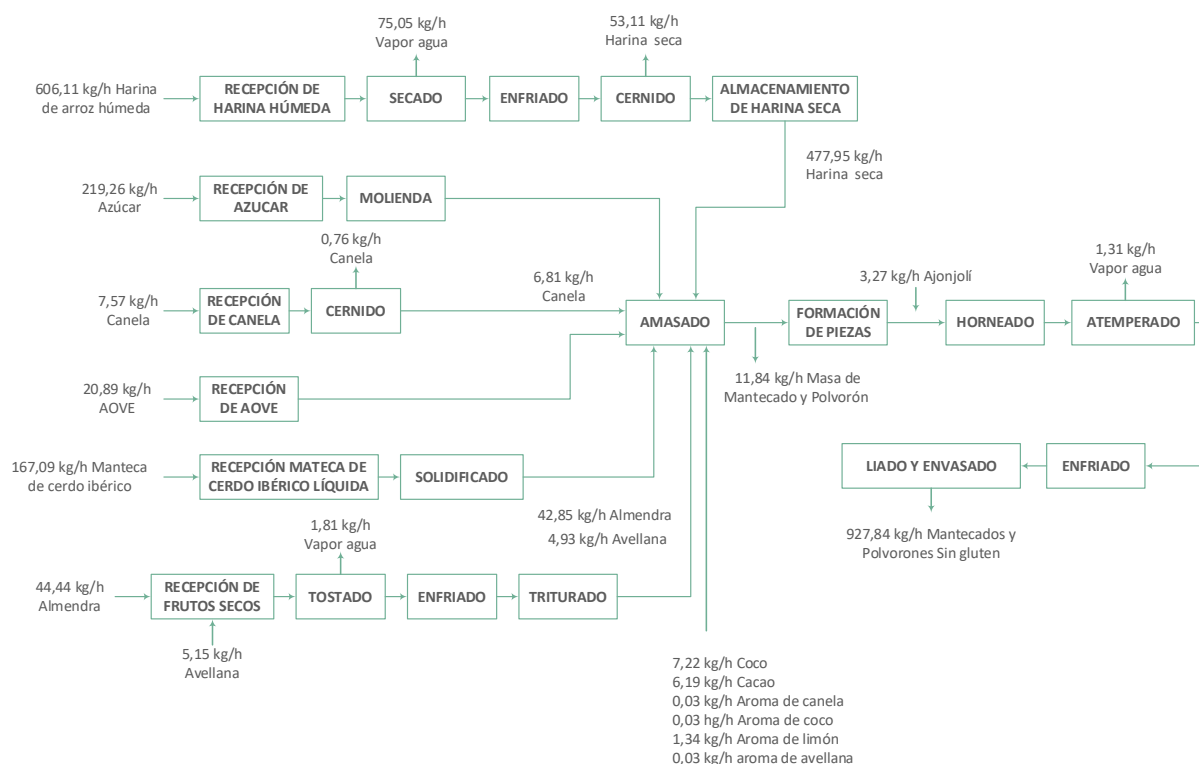 75,05 kg/h
Vapor agua
53,11 kg/h
Harina seca
606,11 kg/h Harina
de arroz húmeda
RECEPCIÓN DE
HARINA HÚMEDA
SECADO
ENFRIADO
CERNIDO
ALMACENAMIENTO
DE HARINA SECA
477,95 kg/h
Harina seca
219,26 kg/h
Azúcar
RECEPCIÓN DE
AZUCAR
MOLIENDA
0,76 kg/h
Canela
7,57 kg/h
Canela
RECEPCIÓN
DE CANELA
CERNIDO
6,81 kg/h
Canela
AMASADO
FORMACIÓN
DE PIEZAS
3,27 kg/h Ajonjolí
HORNEADO
1,31 kg/h
Vapor agua
ATEMPERADO
11,84 kg/h Masa de
Mantecado y Polvorón
20,89 kg/h
AOVE
RECEPCIÓN
DE AOVE
167,09 kg/h Manteca
de cerdo ibérico
RECEPCIÓN MATECA DE
CERDO IBÉRICO LÍQUIDA
SOLIDIFICADO
LIADO Y ENVASADO
ENFRIADO
927,84 kg/h Mantecados y
Polvorones Sin gluten
42,85 kg/h Almendra
4,93 kg/h Avellana
1,81 kg/h
Vapor agua
44,44 kg/h
Almendra
RECEPCIÓN DE
FRUTOS SECOS
TOSTADO
ENFRIADO
TRITURADO
5,15 kg/h
Avellana
7,22 kg/h Coco
6,19 kg/h Cacao
0,03 kg/h Aroma de canela
0,03 hg/h Aroma de coco
1,34 kg/h Aroma de limón
0,03 kg/h aroma de avellana